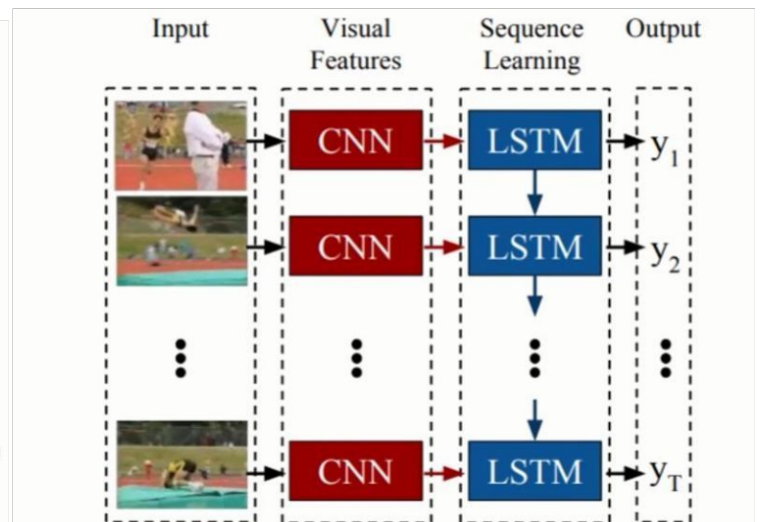 Input
Visual
Features
Sequence
Learning
Output
CNN
LSTM
y1
CNN
LSTM
y2
CNN
LSTM
yT